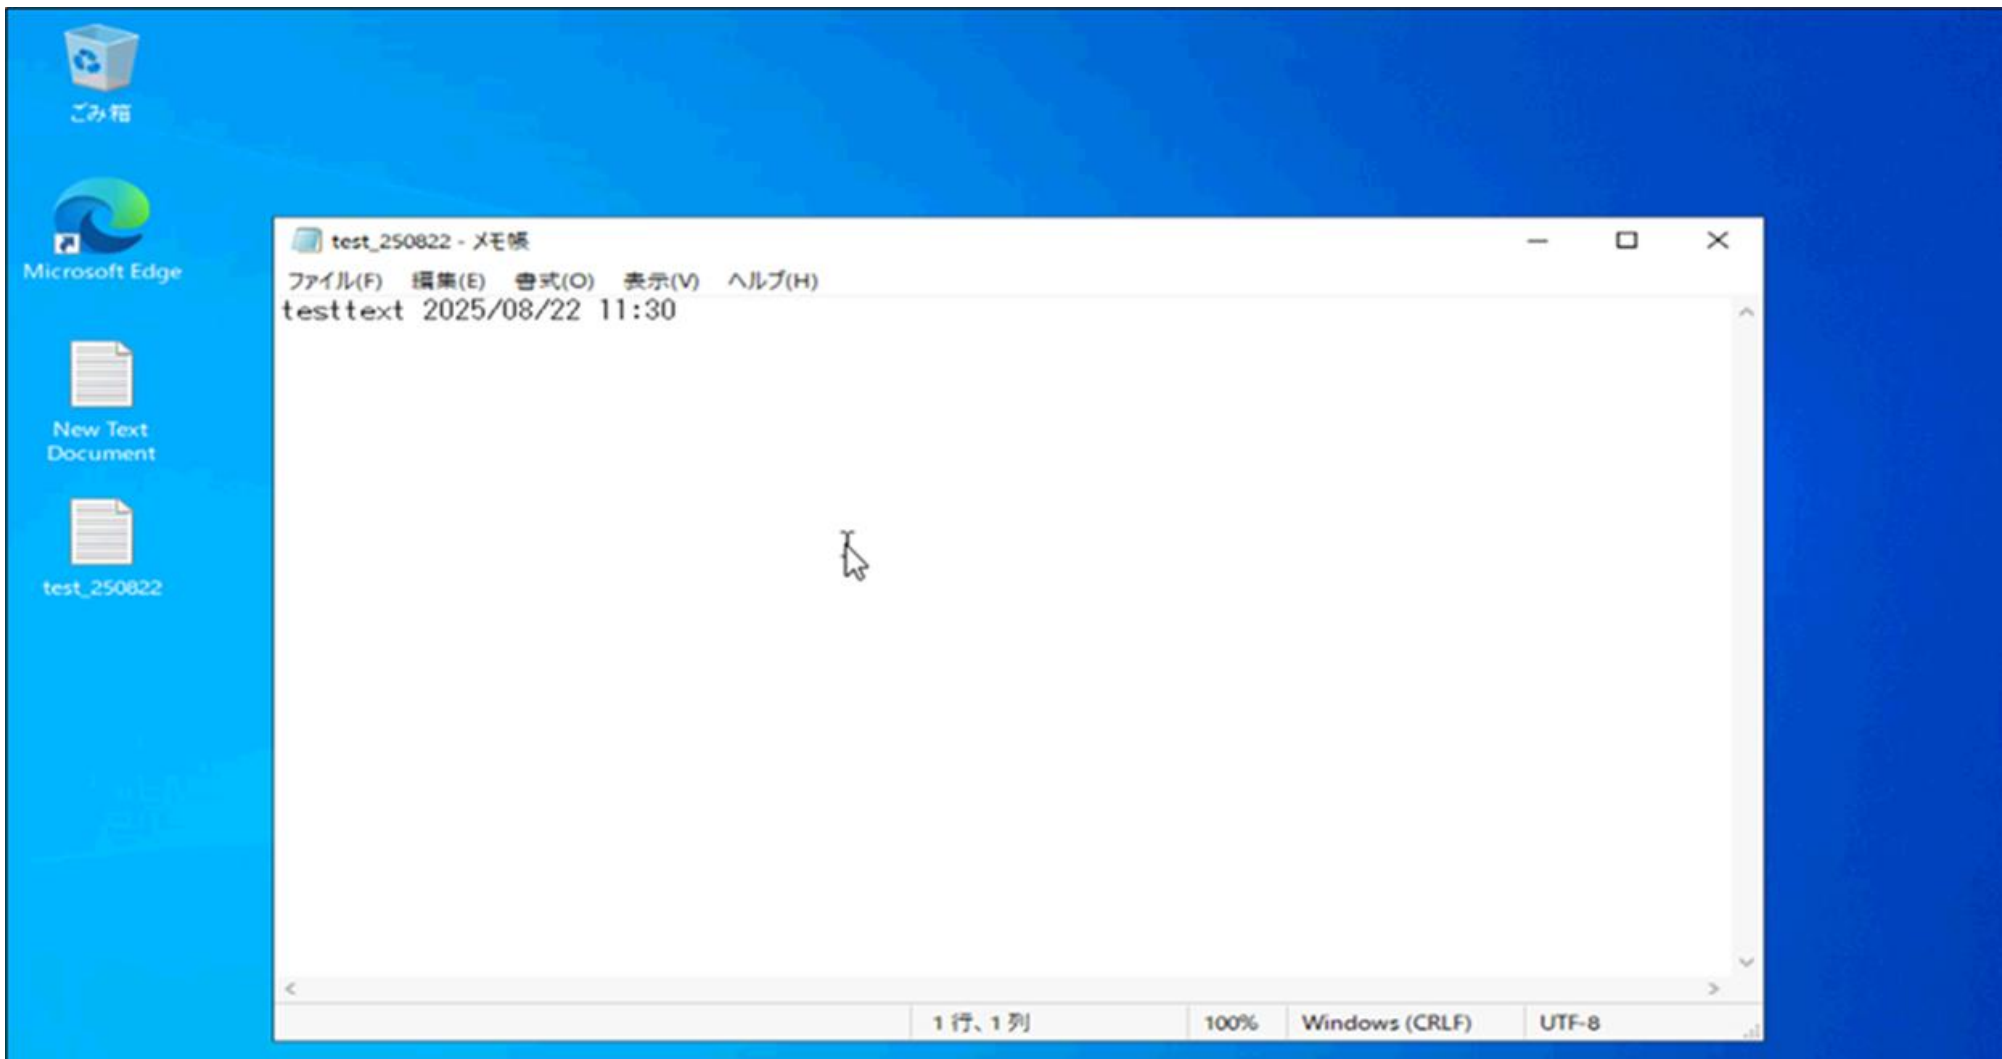 ごみ箱
Microsoft Edge
New Text
Document
test_250822
test_250822 - メモ帳
ファイル(F) 編集(E) 書式(O) 表示(V) ヘルプ(H)
testtext 2025/08/22 11:30
1 行、1 列 100% Windows (CRLF) UTF-8